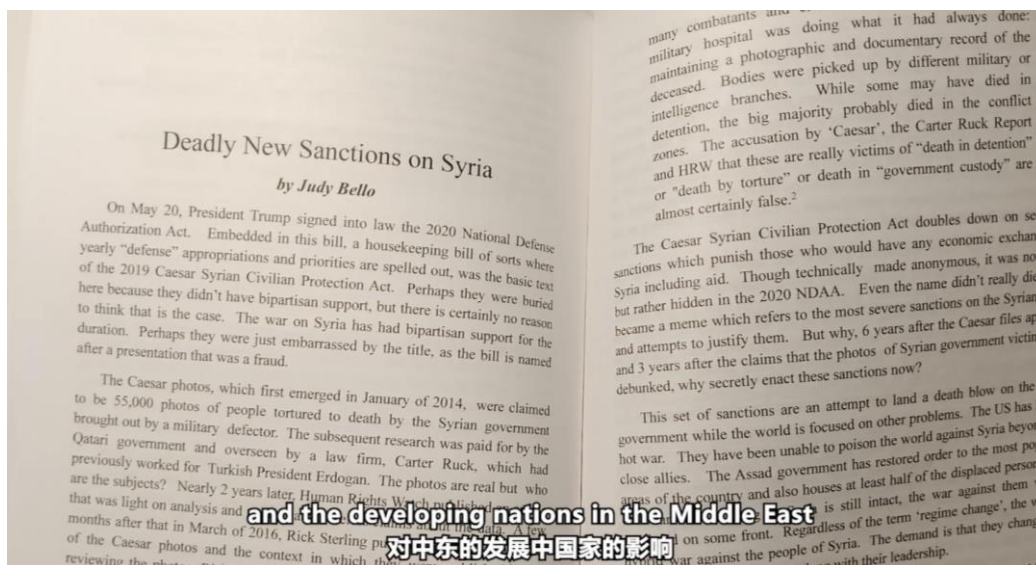 Deadly New Sanctions on Syria
by Judy Bello
On May 20, President Trump signed into law the 2020 National Defense
Authorization Act. Embedded in this bill, a housekeeping bill of sorts where
yearly “defense” appropriations and priorities are spelled out, was the basic text
of the 2019 Caesar Syrian Civilian Protection Act. Perhaps they were buried
here because they didn’t have bipartisan support, but there is certainly no reason
to think that is the case. The war on Syria has had bipartisan support for the
duration. Perhaps they were just embarrassed by the title, as the bill is named
after a presentation that was a fraud.
The Caesar photos, which first emerged in January of 2014, were claimed
to be 55,000 photos of people tortured to death by the Syrian government
brought out by a military defector. The subsequent research was paid for by the
Qatari government and overseen by a law firm, Carter Ruck, which had
previously worked for Turkish President Erdogan. The photos are real but who
are the subjects? Nearly 2 years later, Human Rights
that was light on analysis and
months after that in March of 2016, Rick Sterling
of the Caesar photos and the context in which
reviewing the
many combatants and
military hospital was doing what it had always done:
maintaining a photographic and documentary record of the
deceased. Bodies were picked up by different military or
intelligence branches. While some may have died in
detention, the big majority probably died in the conflict
zones. The accusation by ‘Caesar’, the Carter Ruck Report
and HRW that these are really victims of “death in detention”
or "death by torture” or death in “government custody” are
almost certainly false.2
The Caesar Syrian Civilian Protection Act doubles down on
sanctions which punish those who would have any economic
Syria including aid. Though technically made anonymous, it was
but rather hidden in the 2020 NDAA. Even the name didn’t really
became a meme which refers to the most severe sanctions on the
and attempts to justify them. But why, 6 years after the Caesar files
and 3 years after the claims that the photos of Syrian government
debunked, why secretly enact these sanctions now?
This set of sanctions are an attempt to land a death blow on the
government while the world is focused on other problems. The US has
hot war. They have been unable to poison the world against Syria
close allies. The Assad government has restored order to the most
areas of the country and also houses at least half of the displaced
is still intact, the war against them
on some front. Regardless of the term ‘regime change’, the
war against the people of Syria. The demand is that they
with their leadership.
and the developing nations in the Middle East
对中东的发展中国家的影响